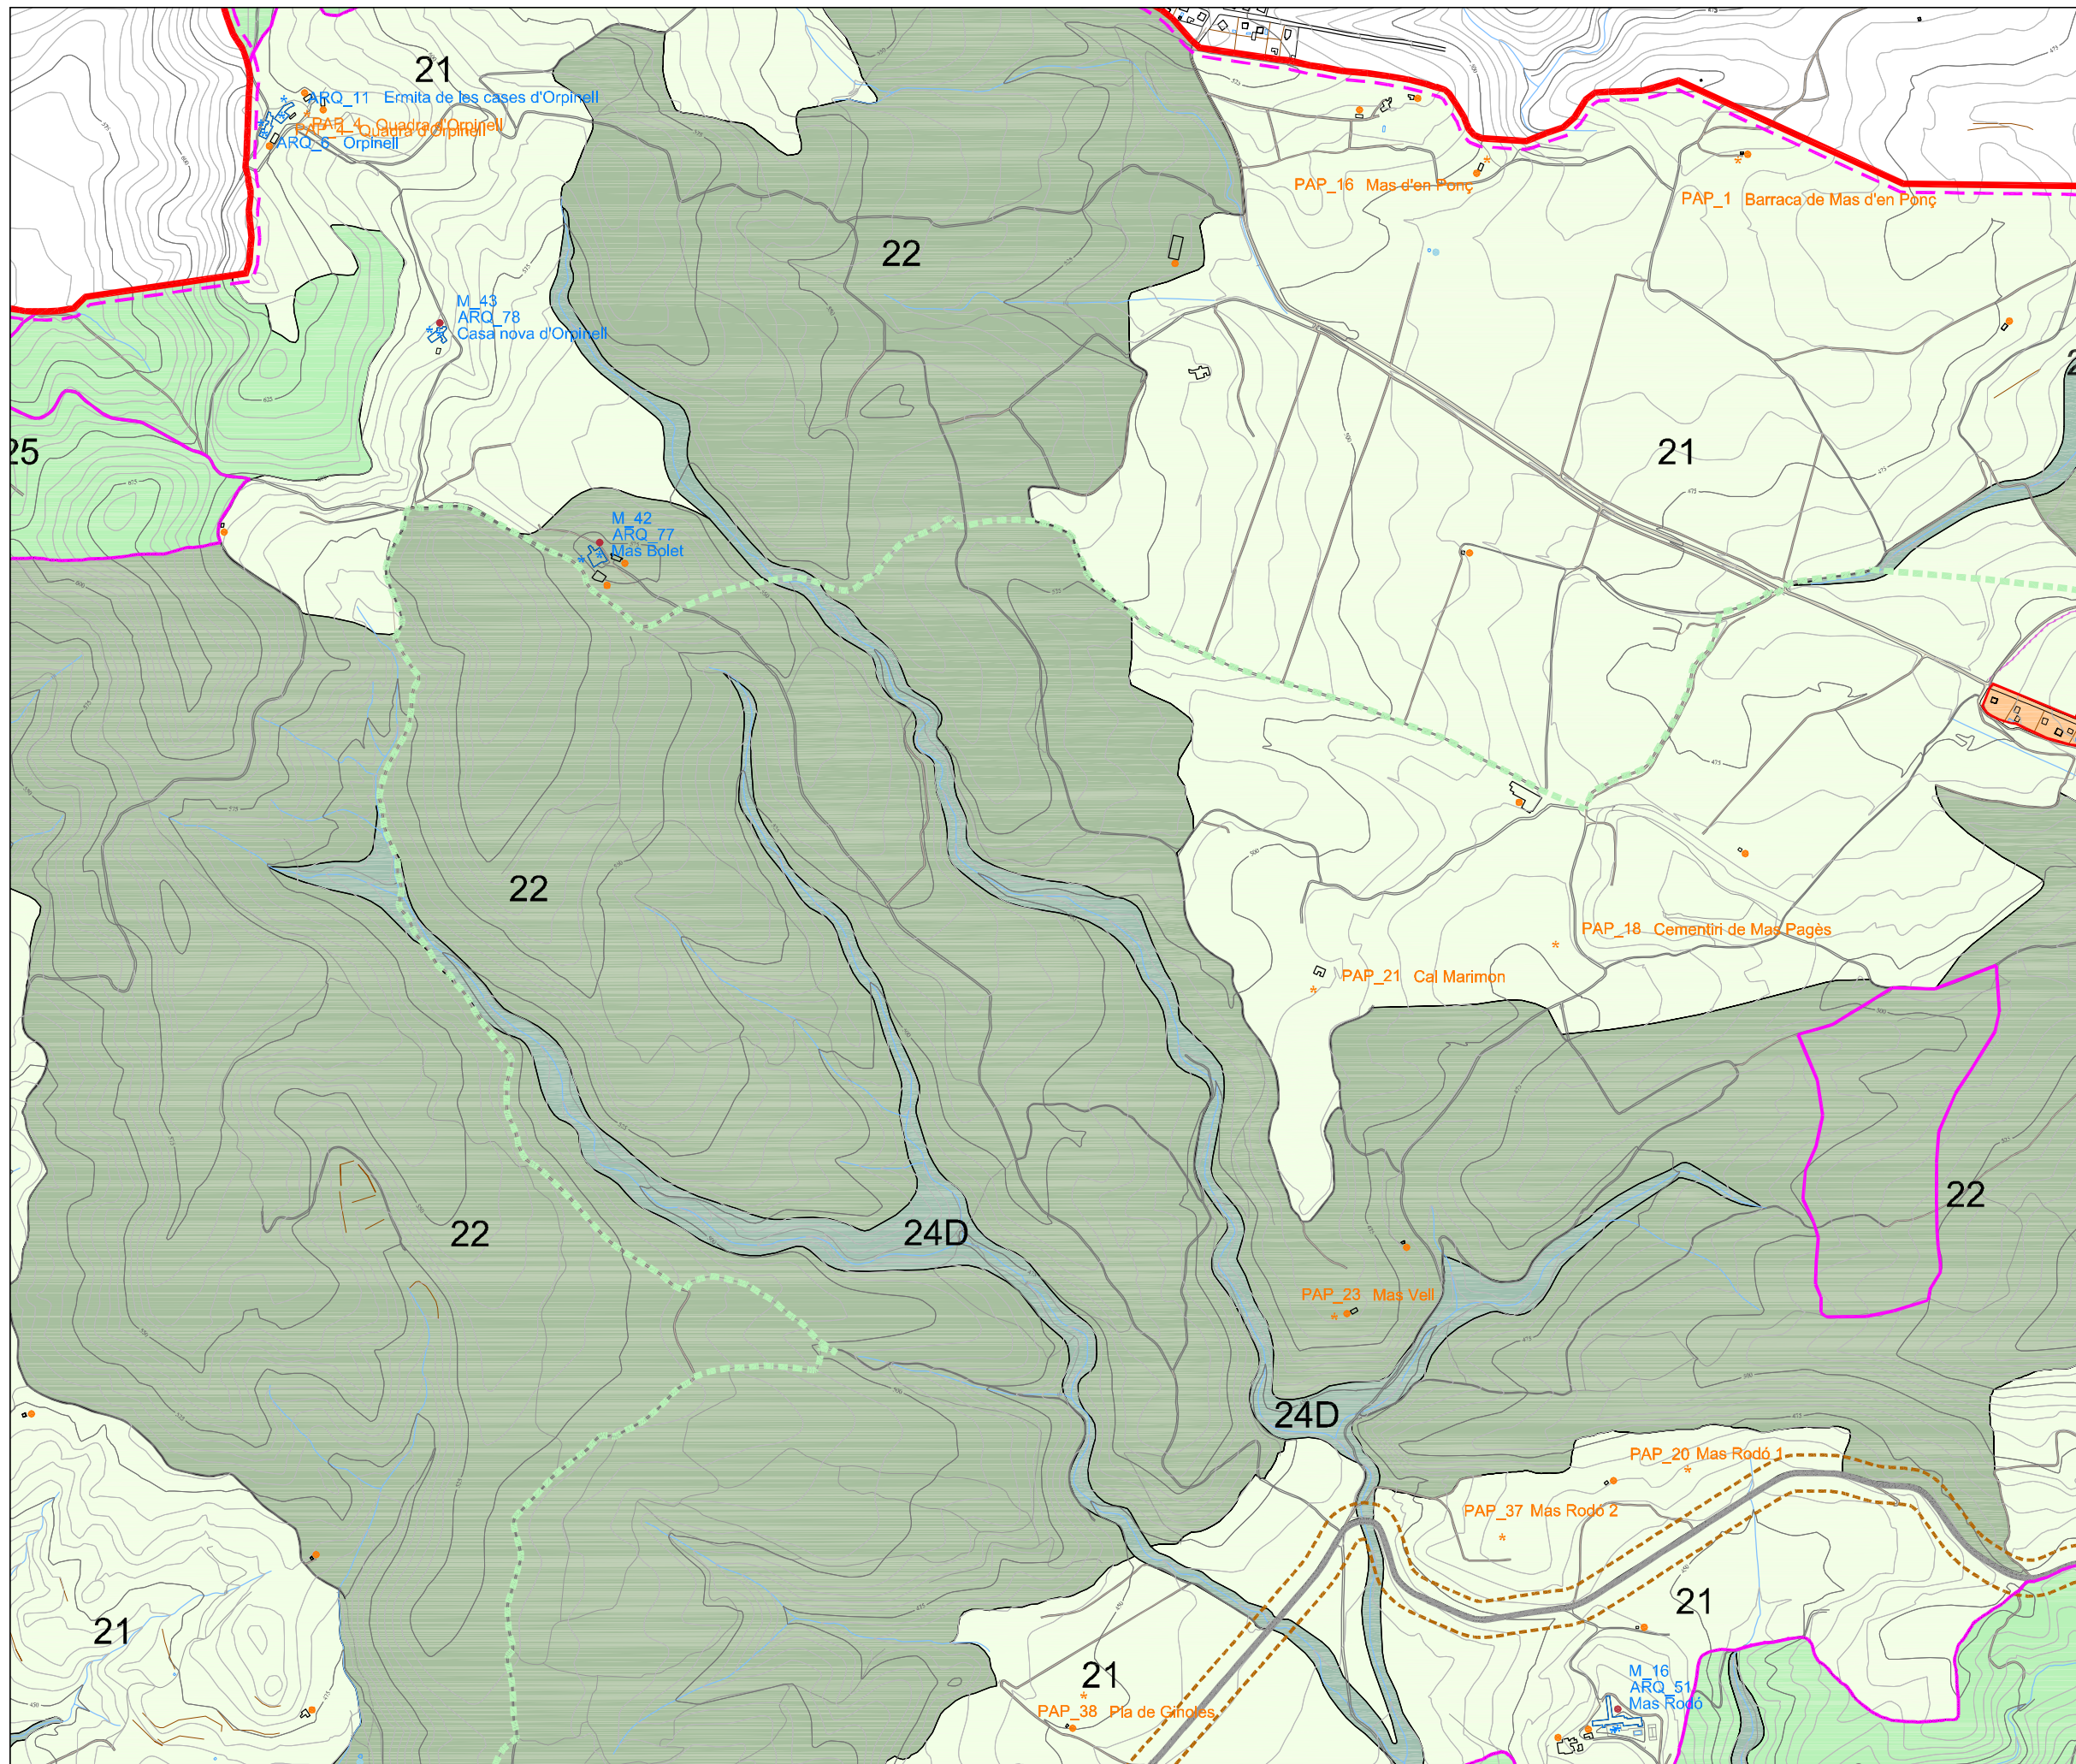 21
ARQ_11 Ermita de les cases d'Orpinell
PAP_4 Quadra d'Orpinell
PAP_4 Quadra d'Orpinell
ARQ_6 Orpinell
PAP_16 Mas d'en Ponç
PAP_1 Barraca de Mas d'en Ponç
22
M_43
ARQ_78
Casa nova d'Orpinell
25
21
M_42
ARQ_77
Mas Bolet
22
PAP_18 Cementiri de Mas Pagès
PAP_21 Cal Marimon
22
22
24D
PAP_23 Mas Vell
24D
PAP_20 Mas Rodó 1
PAP_37 Mas Rodó 2
21
21
21
M_16
ARQ_51
Mas Rodó
PAP_38 Pla de Ginoles